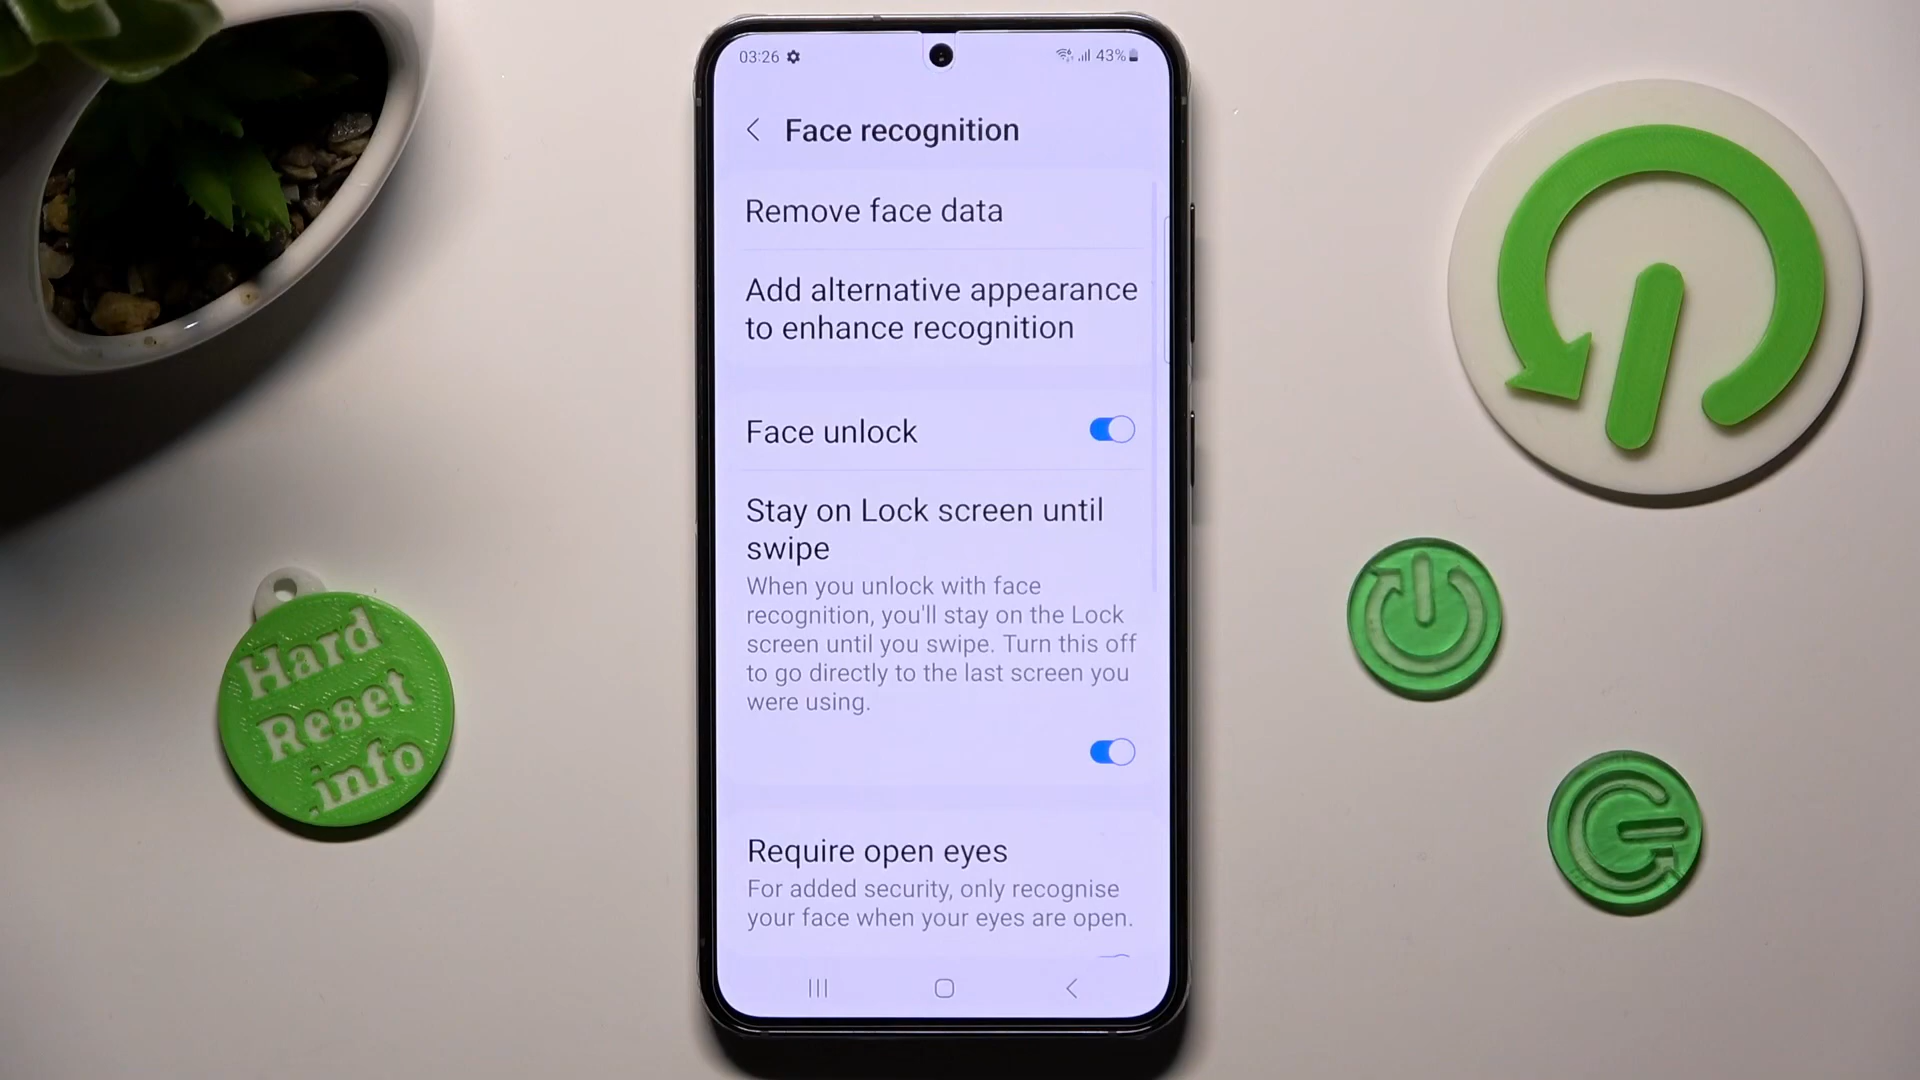 03:26
43%
Face recognition
Remove face data
Add alternative appearance
to enhance recognition
Face unlock
Stay on Lock screen until
swipe
When you unlock with face
recognition, you'll stay on the Lock
screen until you swipe. Turn this off
to go directly to the last screen you
were using.
Require open eyes
For added security, only recognise
your face when your eyes are open.
Hard
Reset
.info